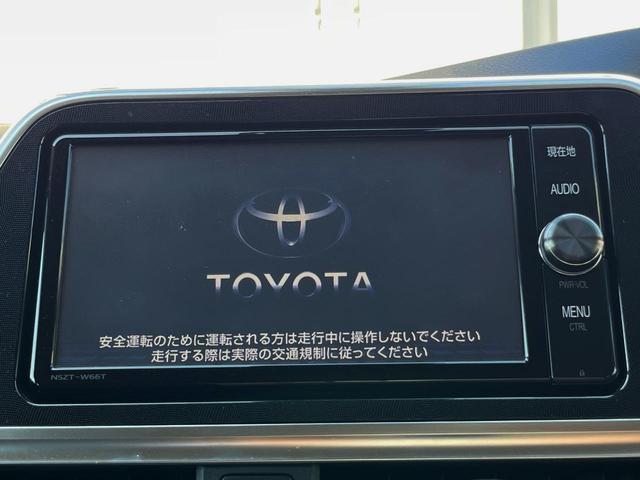 現在地
AUDIO
TOYOTA
PWR·VOL
MENU
CTRL
安全運転のために運転される方は走行中に操作しないでください
走行する際は実際の交通規制に従ってください
NSZT-W66T